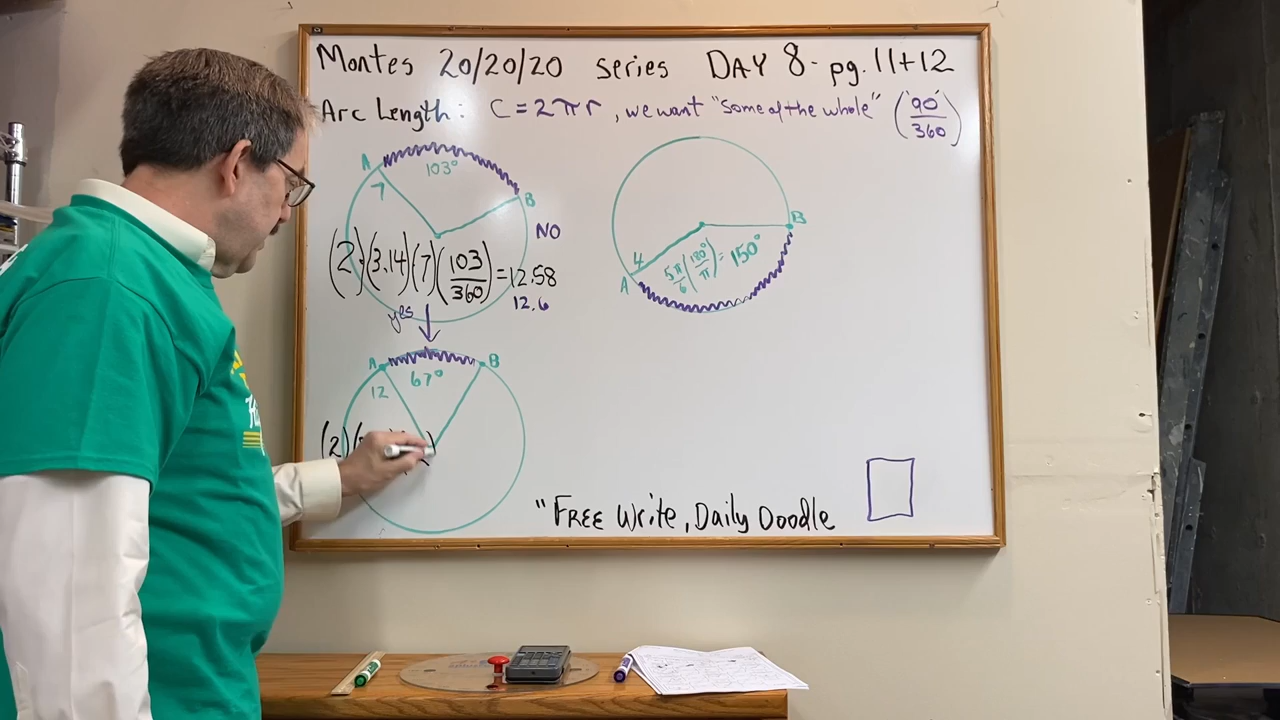 Montes 20/20/20 series DAY 8 - pg. 11+12
Arc Length: C = 2πr, we want "some of the whole" (90°/360)
A 103° B
7
NO
(2)(3.14)(7)(103/360) = 12.58
12.6
yes
A B
67°
12
(2)(
B
4
A
5π/6 (180°/π) = 150°
"FREE Write, Daily Doodle